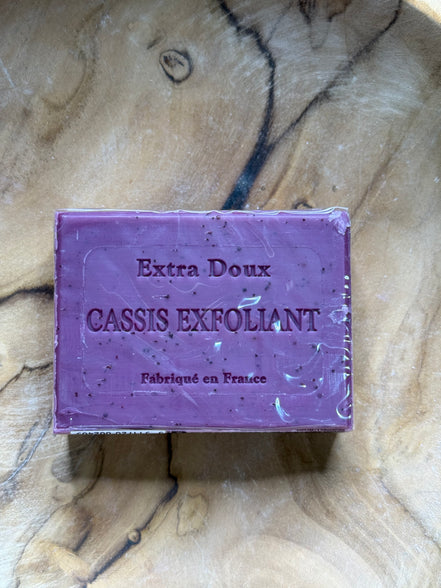 Extra Doux
CASSIS EXFOLIANT
Fabriqué en France